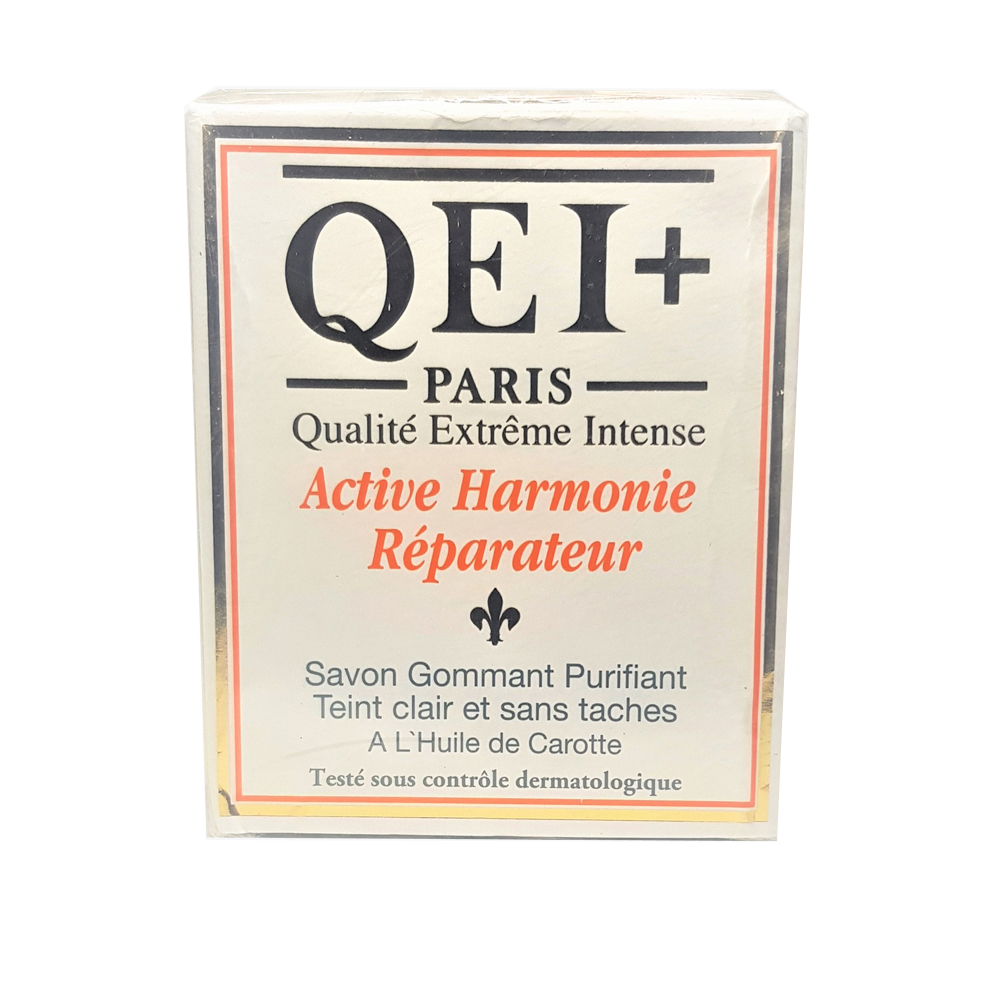 QEI+
PARIS
Qualité Extrême Intense
Active Harmonie
Réparateur
Savon Gommant Purifiant
Teint clair et sans taches
A L`Huile de Carotte
Testé sous contrôle dermatologique